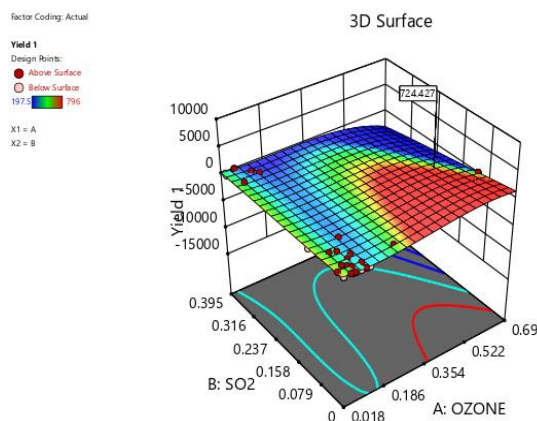 Factor Coding: Actual
3D Surface
Yield 1
Design Points:
Above Surface
Below Surface
197.5 796
X1 = A
X2 = B
724.427
10000
5000
0
-5000
-10000
-15000
Yield 1
0.395
0.316
0.237
0.158
0.079
0
B: SO2
0.018
0.186
0.354
0.522
0.69
A: OZONE